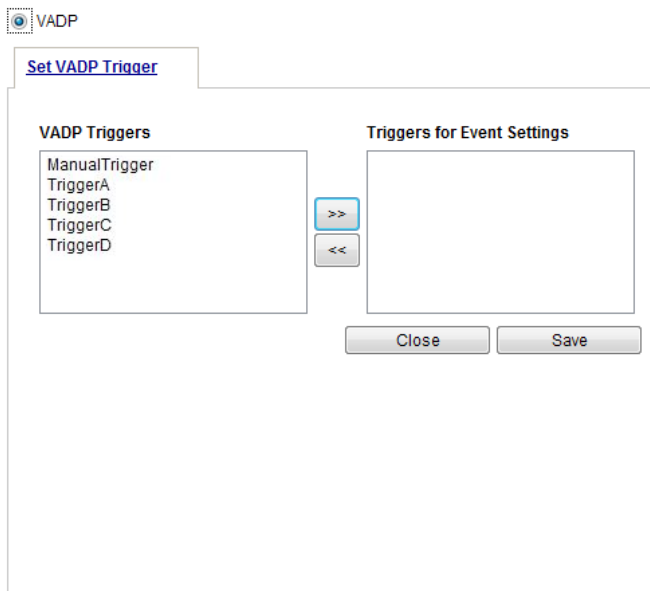 VADP
Set VADP Trigger
VADP Triggers
Triggers for Event Settings
ManualTrigger
TriggerA
TriggerB
TriggerC
TriggerD
>>
<<
Close
Save